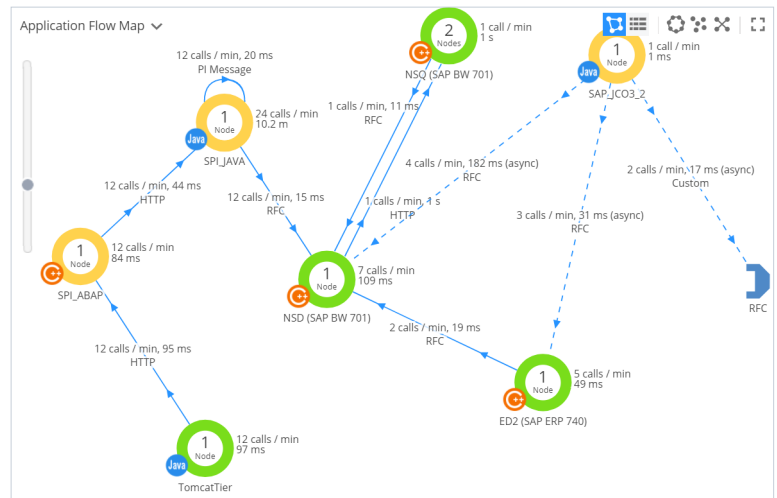 Application Flow Map
2
Nodes
1 call / min
1 s
NSQ (SAP BW 701)
1
Node
1 call / min
1 ms
Java
SAP_JCO3_2
12 calls / min, 20 ms
PI Message
1
Node
24 calls / min
10.2 m
Java
SPI_JAVA
1 calls / min, 11 ms
RFC
4 calls / min, 182 ms (async)
RFC
2 calls / min, 17 ms (async)
Custom
12 calls / min, 44 ms
HTTP
12 calls / min, 15 ms
RFC
1 calls / min, 1 s
HTTP
3 calls / min, 31 ms (async)
RFC
1
Node
12 calls / min
84 ms
SPI_ABAP
1
Node
7 calls / min
109 ms
NSD (SAP BW 701)
RFC
12 calls / min, 95 ms
HTTP
2 calls / min, 19 ms
RFC
1
Node
5 calls / min
49 ms
ED2 (SAP ERP 740)
1
Node
12 calls / min
97 ms
Java
TomcatTier